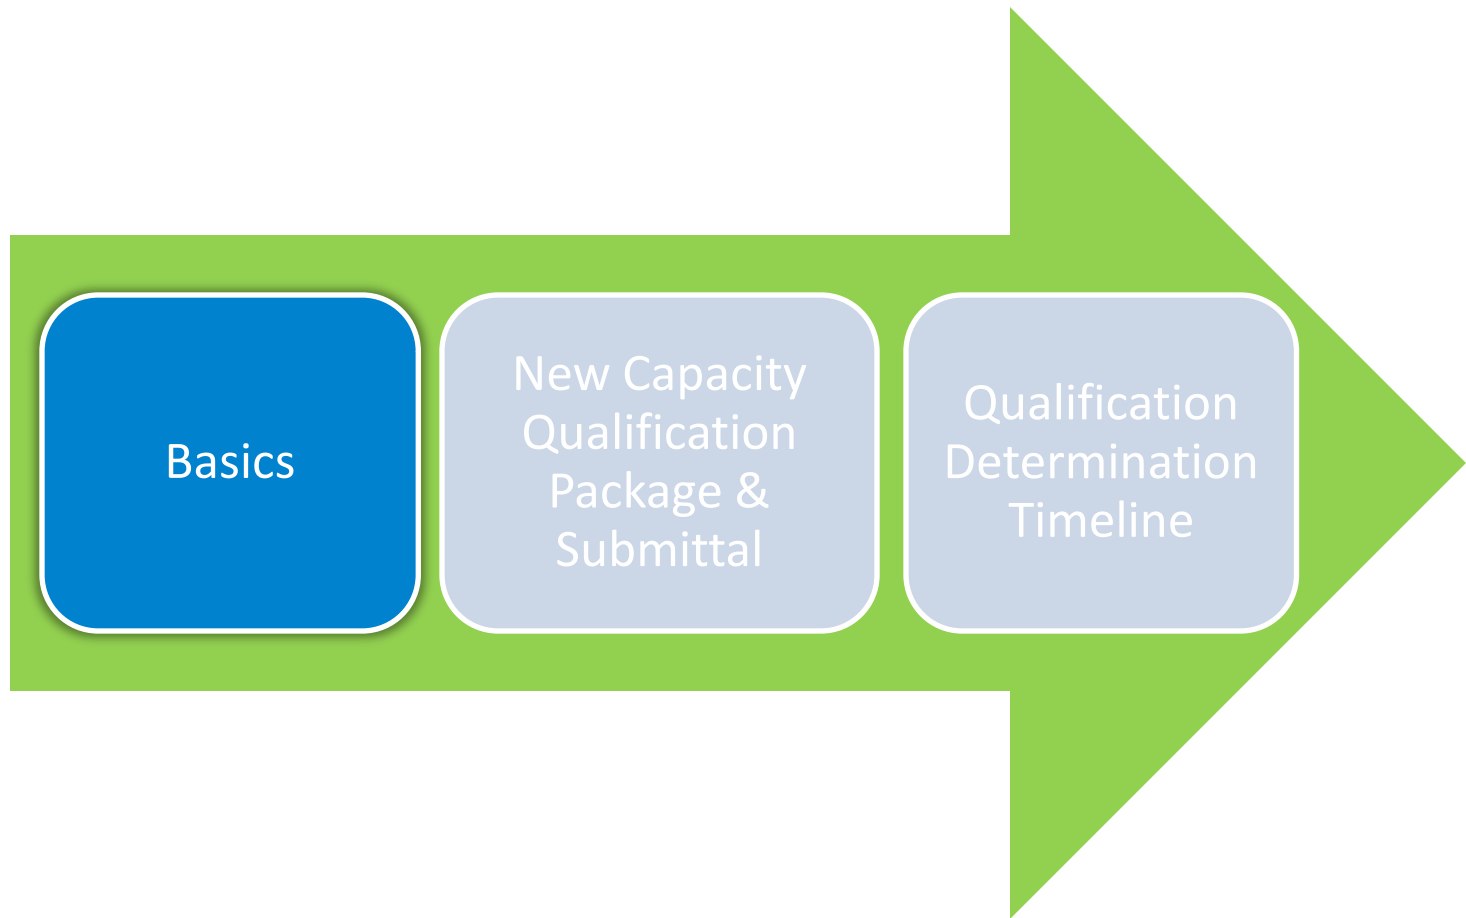 Basics
New Capacity
Qualification
Package &
Submittal
Qualification
Determination
Timeline